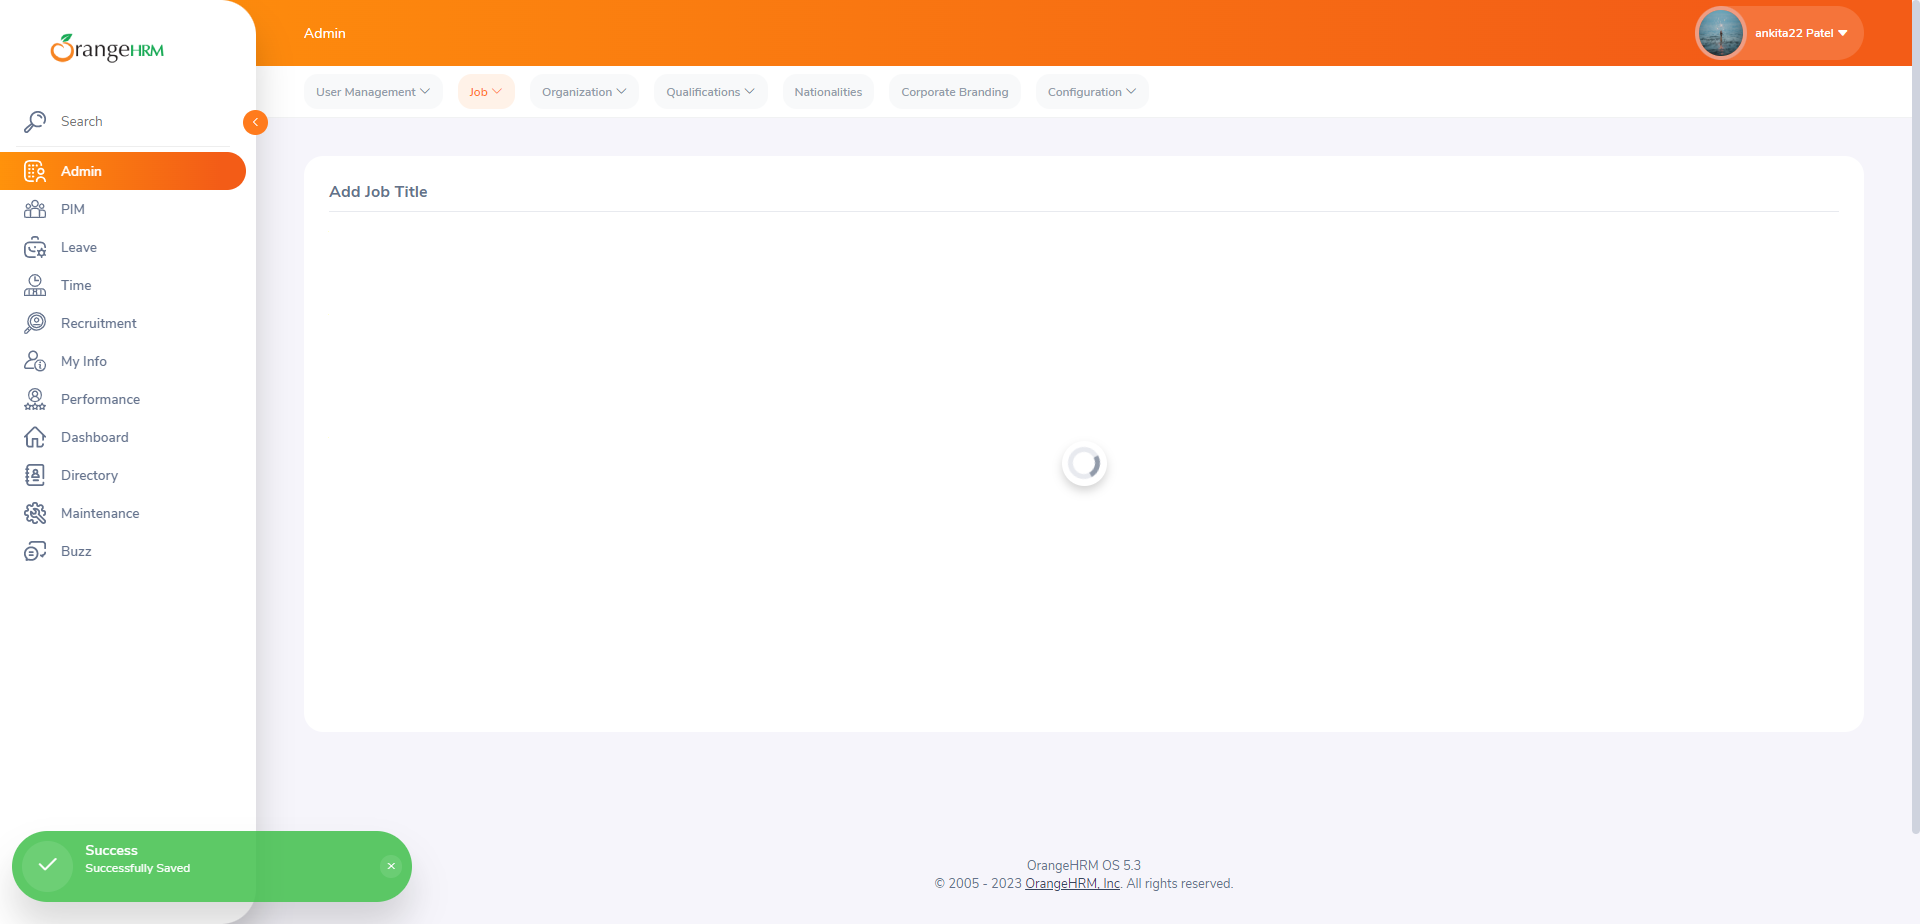 OrangeHRM
Admin
ankita22 Patel
User Management
Job
Organization
Qualifications
Nationalities
Corporate Branding
Configuration
Search
Admin
PIM
Leave
Time
Recruitment
My Info
Performance
Dashboard
Directory
Maintenance
Buzz
Add Job Title
Success
Successfully Saved
OrangeHRM OS 5.3
© 2005 - 2023 OrangeHRM, Inc. All rights reserved.